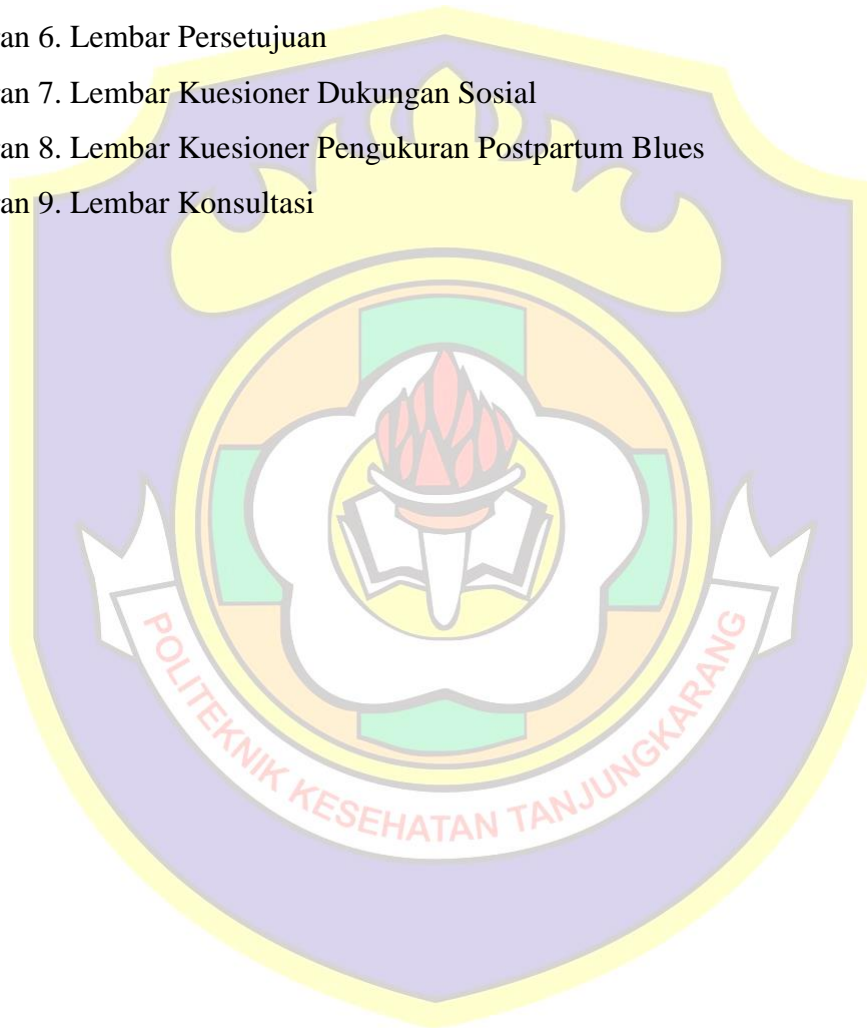 an 6. Lembar Persetujuan
an 7. Lembar Kuesioner Dukungan Sosial
an 8. Lembar Kuesioner Pengukuran Postpartum Blues
an 9. Lembar Konsultasi
POLITEKNIK KESEHATAN TANJUNGKARANG